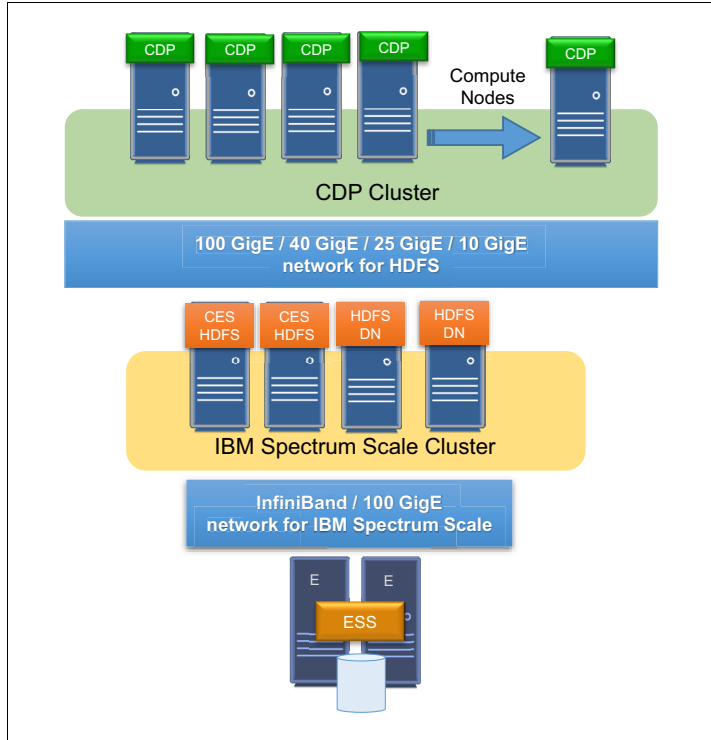 CDP
CDP
CDP
CDP
CDP
Compute
Nodes
CDP Cluster
100 GigE / 40 GigE / 25 GigE / 10 GigE
network for HDFS
CES
HDFS
CES
HDFS
HDFS
DN
HDFS
DN
IBM Spectrum Scale Cluster
InfiniBand / 100 GigE
network for IBM Spectrum Scale
E
E
ESS